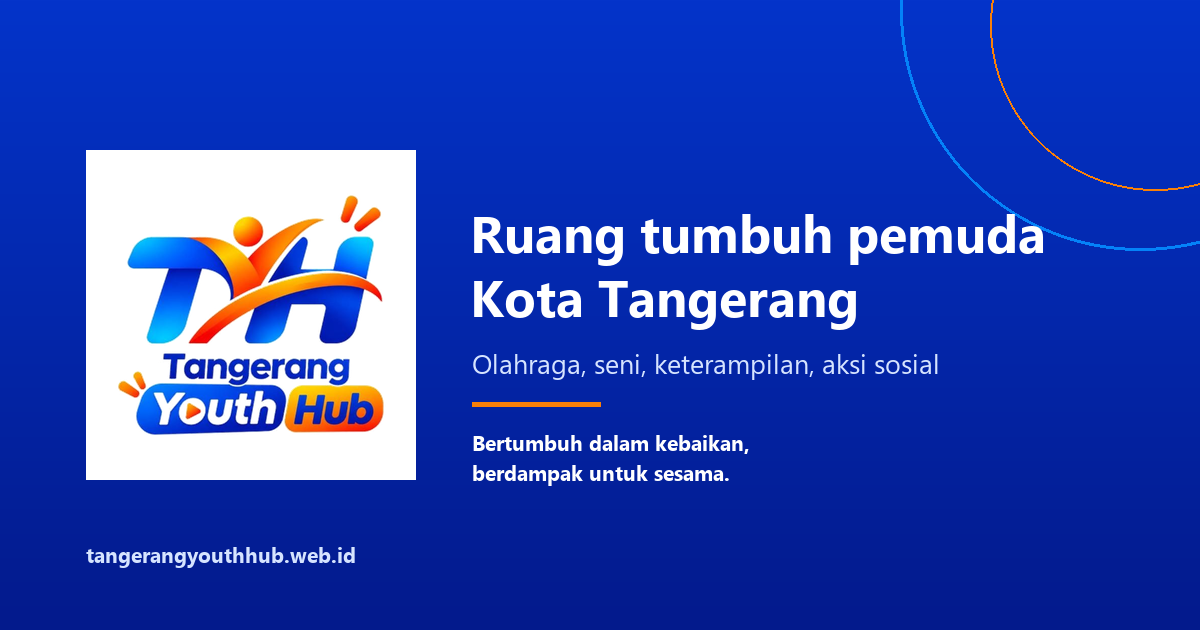 TYH
Tangerang
Youth Hub
Ruang tumbuh pemuda
Kota Tangerang
Olahraga, seni, keterampilan, aksi sosial
Bertumbuh dalam kebaikan,
berdampak untuk sesama.
tangerangyouthhub.web.id